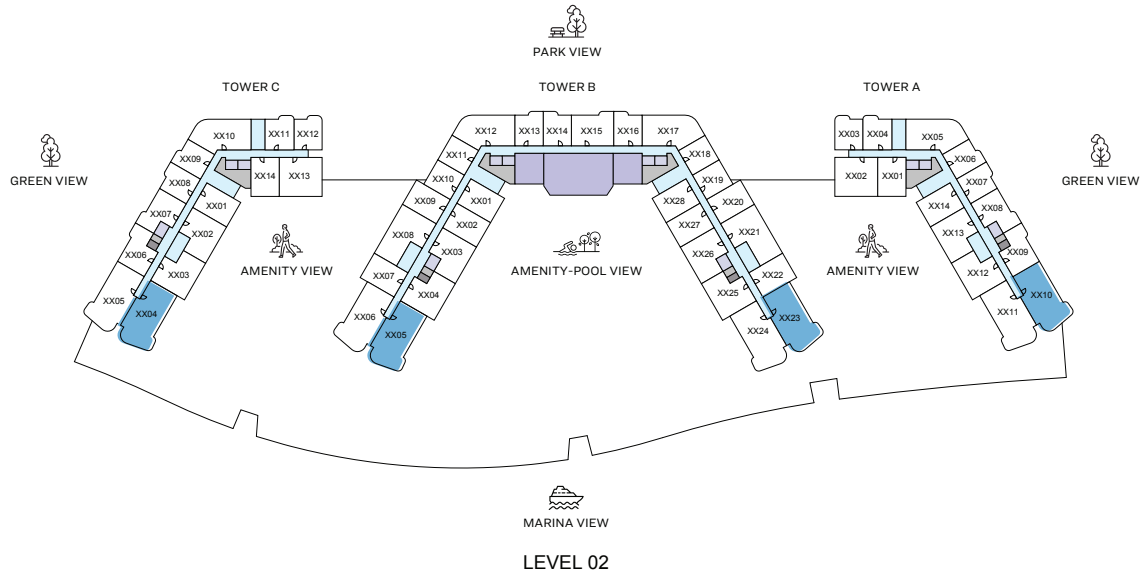 PARK VIEW
TOWER C
TOWER B
TOWER A
XX10
XX11
XX12
XX09
XX08
XX14
XX13
XX07
XX01
XX02
XX06
XX03
XX05
XX04
XX12
XX13
XX14
XX15
XX16
XX17
XX11
XX18
XX10
XX19
XX09
XX01
XX28
XX20
XX08
XX02
XX27
XX21
XX03
XX26
XX07
XX04
XX25
XX22
XX06
XX05
XX24
XX23
XX03
XX04
XX05
XX02
XX01
XX06
XX07
XX14
XX08
XX13
XX09
XX12
XX10
XX11
GREEN VIEW
GREEN VIEW
AMENITY VIEW
AMENITY-POOL VIEW
AMENITY VIEW
MARINA VIEW
LEVEL 02